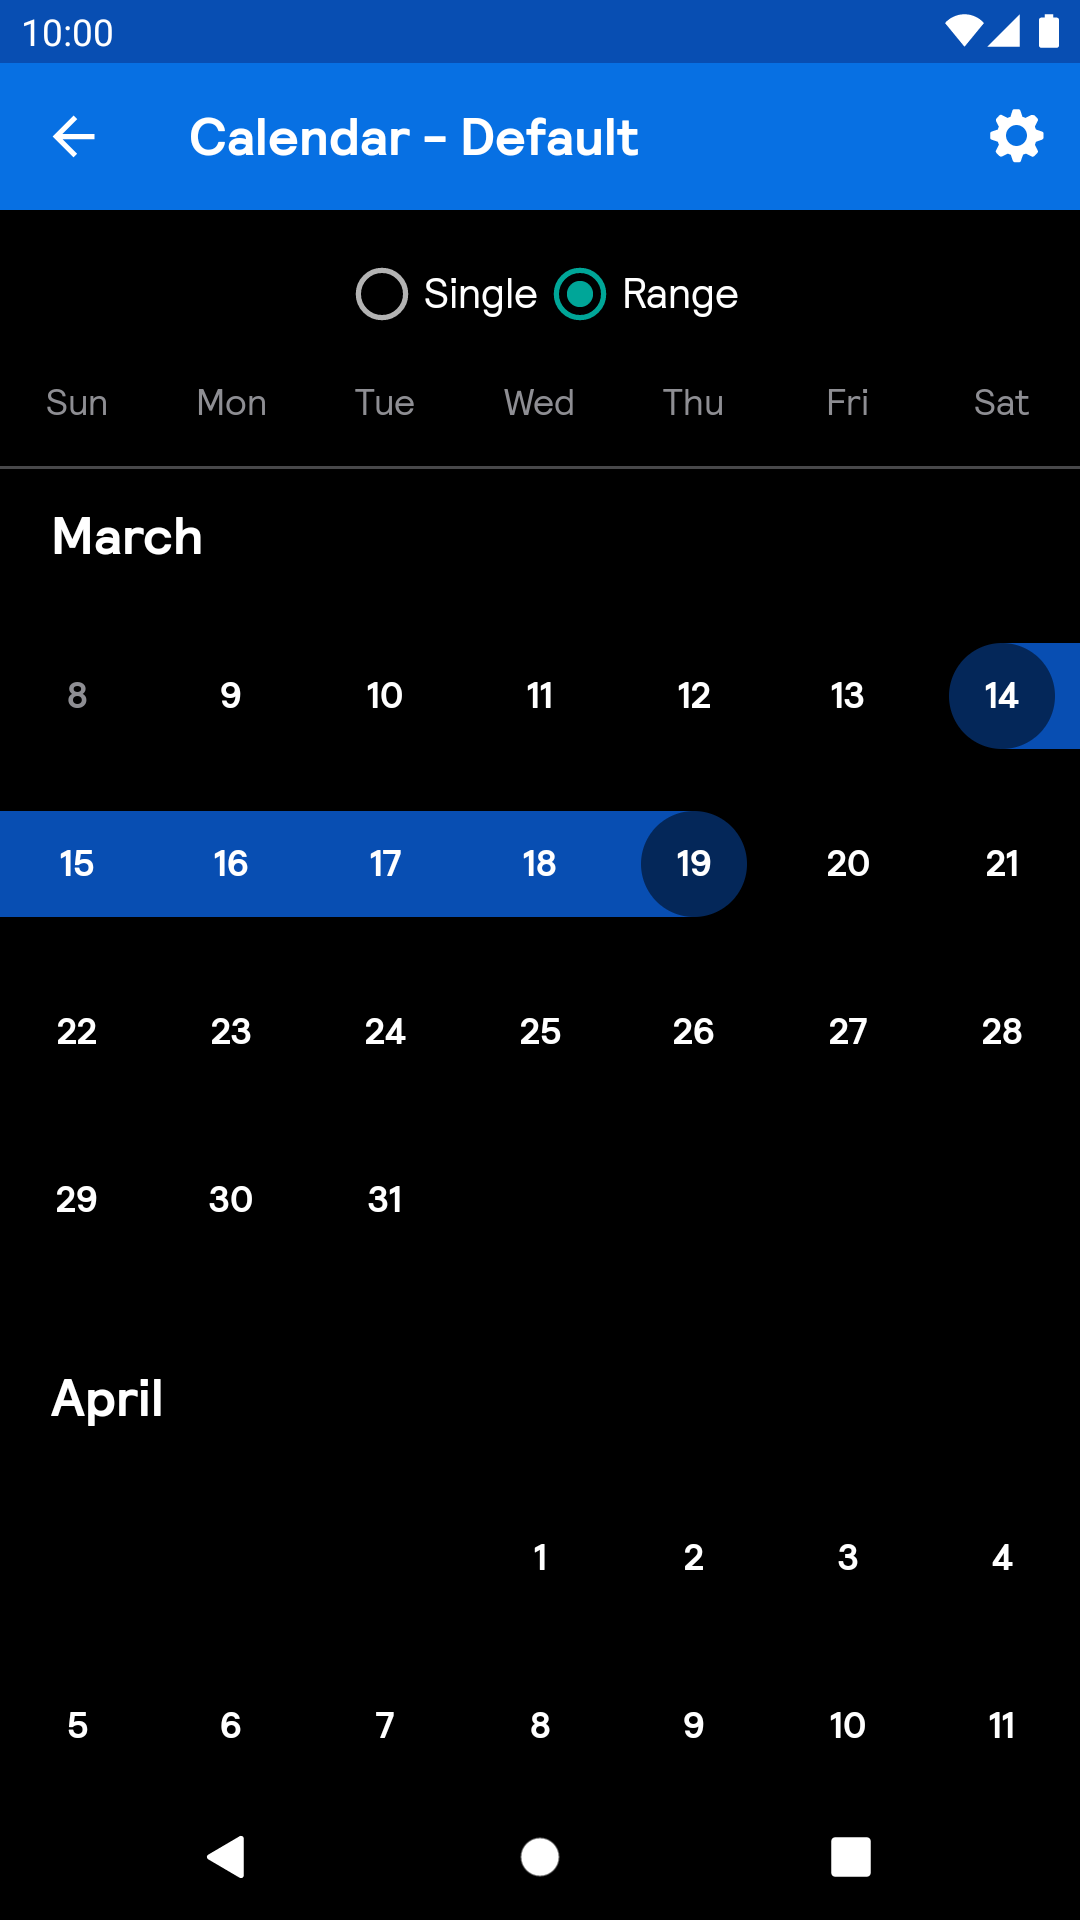 10:00
Calendar - Default
Single Range
Sun Mon Tue Wed Thu Fri Sat
March
8 9 10 11 12 13 14
15 16 17 18 19 20 21
22 23 24 25 26 27 28
29 30 31
April
1 2 3 4
5 6 7 8 9 10 11